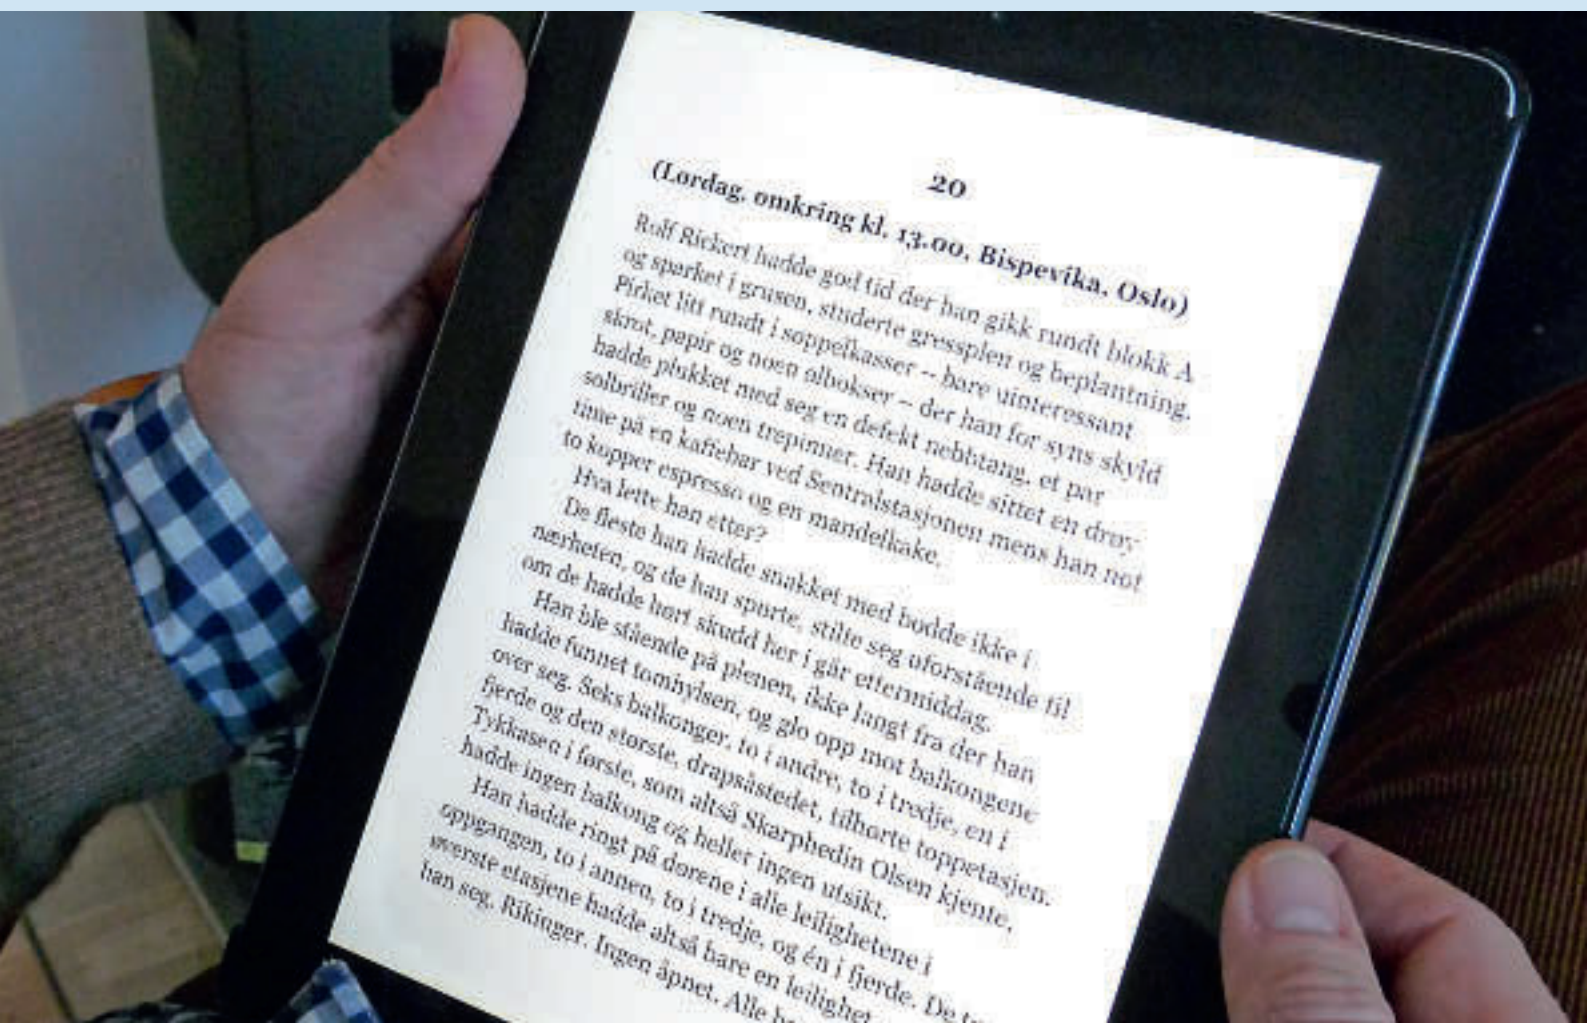 20
(Lørdag, omkring kl. 13.00, Bispevika, Oslo)
Rolf Rickert hadde god tid der han gikk rundt blokk A
og sparket i grusen, studerte gressplen og beplantning.
Pirket litt rundt i søppelkasser – bare uinteressant
skrot, papir og noen ølbokser – der han for syns skyld
hadde plukket med seg en defekt nebbtang, et par
solbriller og noen trepinner. Han hadde sittet en drøy
time på en kaffebar ved Sentralstasjonen mens han nøt
to kopper espresso og en mandelkake.
Hva lette han etter?
De fleste han hadde snakket med bodde ikke i
nærheten, og de han spurte, stilte seg uforstående til
om de hadde hørt skudd her i går ettermiddag.
Han ble stående på plenen, ikke langt fra der han
hadde funnet tomhylsen, og glo opp mot balkongene
over seg. Seks balkonger, to i andre, to i tredje, en i
fjerde og den største, drapsåstedet, tilhørte toppetasjen.
Tykkasen i første, som altså Skarphedin Olsen kjente,
hadde ingen balkong og heller ingen utsikt.
Han hadde ringt på dørene i alle leilighetene i
oppgangen, to i annen, to i tredje, og én i fjerde. De
øverste etasjene hadde altså bare en leilighet
han seg. Rikinger. Ingen åpnet. Alle